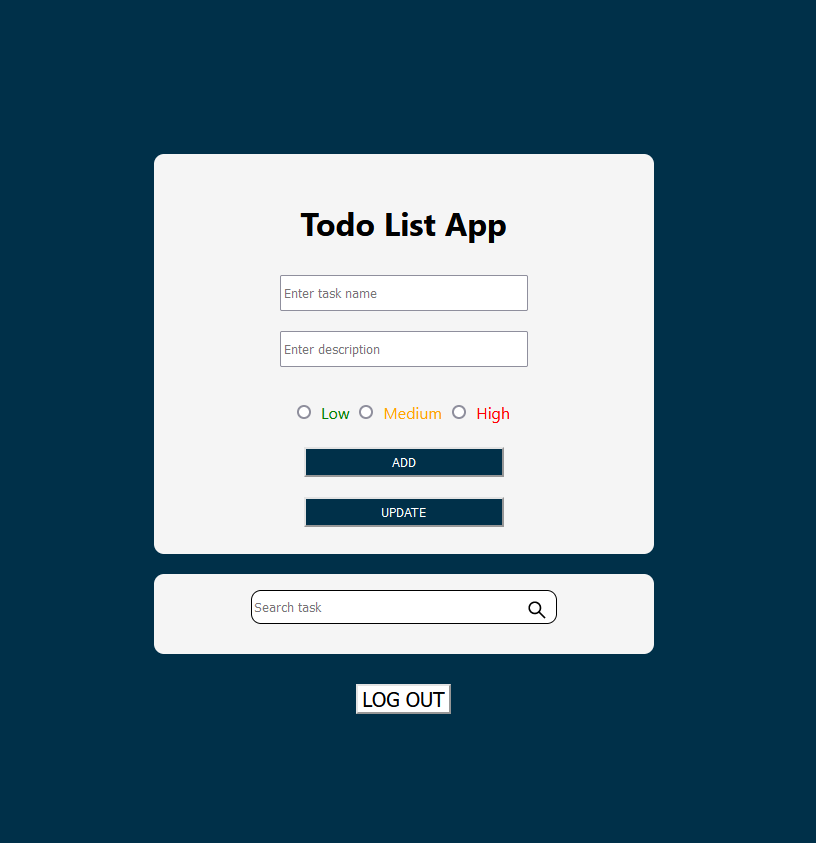 Todo List App
Enter task name
Enter description
Low Medium High
ADD
UPDATE
Search task
LOG OUT